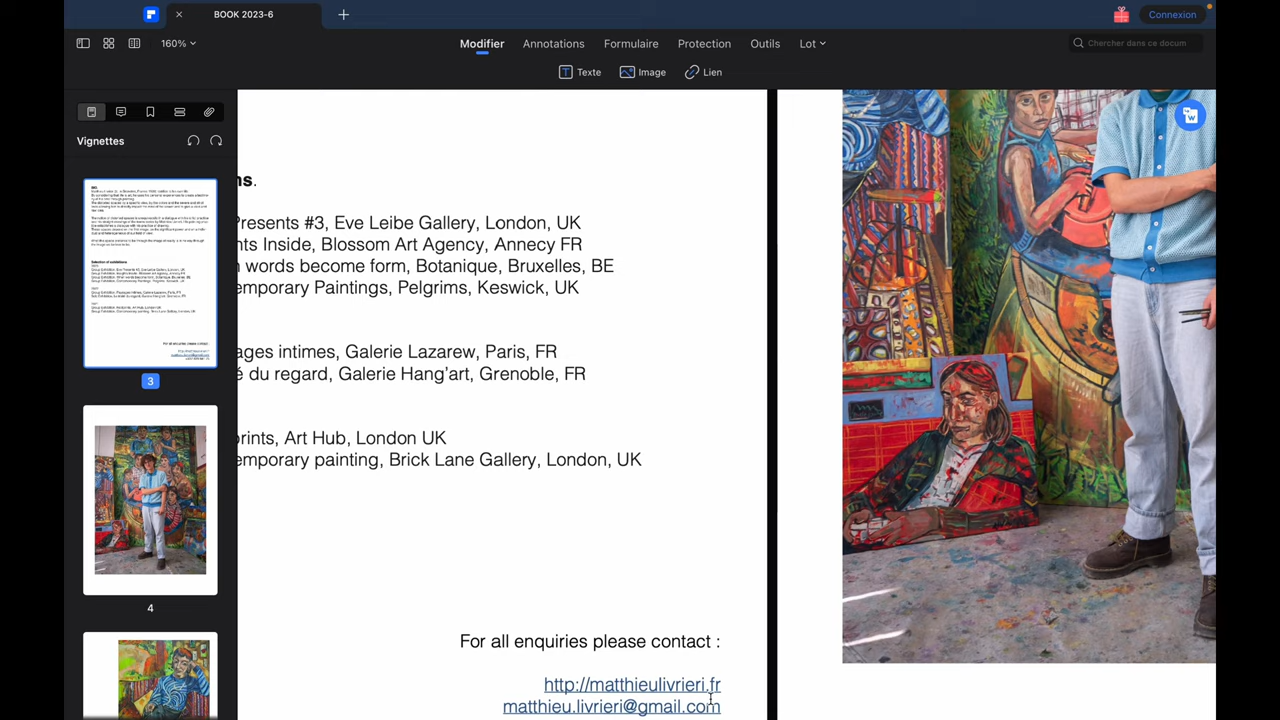 BOOK 2023-6
Connexion
160%
Modifier
Annotations
Formulaire
Protection
Outils
Lot
Chercher dans ce docum
Texte
Image
Lien
Vignettes
3
4
ns.
Presents #3, Eve Leibe Gallery, London, UK
nts Inside, Blossom Art Agency, Annecy FR
n words become form, Botanique, Bruxelles, BE
temporary Paintings, Pelgrims, Keswick, UK
ages intimes, Galerie Lazarew, Paris, FR
é du regard, Galerie Hang'art, Grenoble, FR
prints, Art Hub, London UK
emporary painting, Brick Lane Gallery, London, UK
For all enquiries please contact :
http://matthieulivrieri.fr
matthieu.livrieri@gmail.com